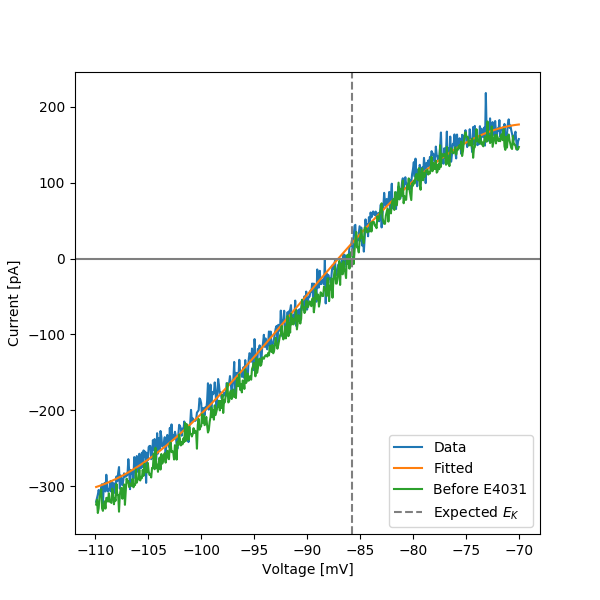 200
100
0
−100
−200
−300
Current [pA]
Data
Fitted
Before E4031
Expected E_K
−110 −105 −100 −95 −90 −85 −80 −75 −70
Voltage [mV]